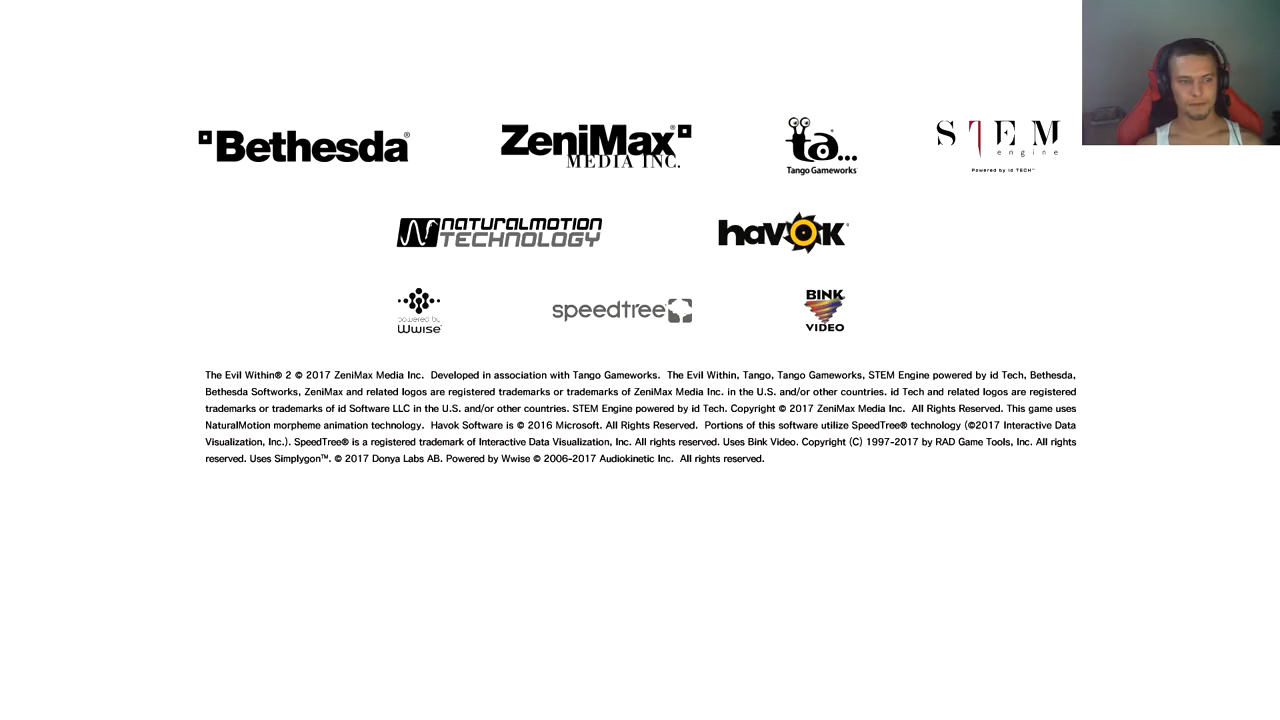 Bethesda®
ZeniMax®
MEDIA INC.
ta...
Tango Gameworks
STEM
engine
Powered by id TECH™
NATURALMOTION
TECHNOLOGY
havok®
powered by
wwise
speedtree
BINK
VIDEO
The Evil Within® 2 © 2017 ZeniMax Media Inc. Developed in association with Tango Gameworks. The Evil Within, Tango, Tango Gameworks, STEM Engine powered by id Tech, Bethesda,
Bethesda Softworks, ZeniMax and related logos are registered trademarks or trademarks of ZeniMax Media Inc. in the U.S. and/or other countries. id Tech and related logos are registered
trademarks or trademarks of id Software LLC in the U.S. and/or other countries. STEM Engine powered by id Tech. Copyright © 2017 ZeniMax Media Inc. All Rights Reserved. This game uses
NaturalMotion morpheme animation technology. Havok Software is © 2016 Microsoft. All Rights Reserved. Portions of this software utilize SpeedTree® technology (©2017 Interactive Data
Visualization, Inc.). SpeedTree® is a registered trademark of Interactive Data Visualization, Inc. All rights reserved. Uses Bink Video. Copyright (C) 1997-2017 by RAD Game Tools, Inc. All rights
reserved. Uses Simplygon™. © 2017 Donya Labs AB. Powered by Wwise © 2006-2017 Audiokinetic Inc. All rights reserved.